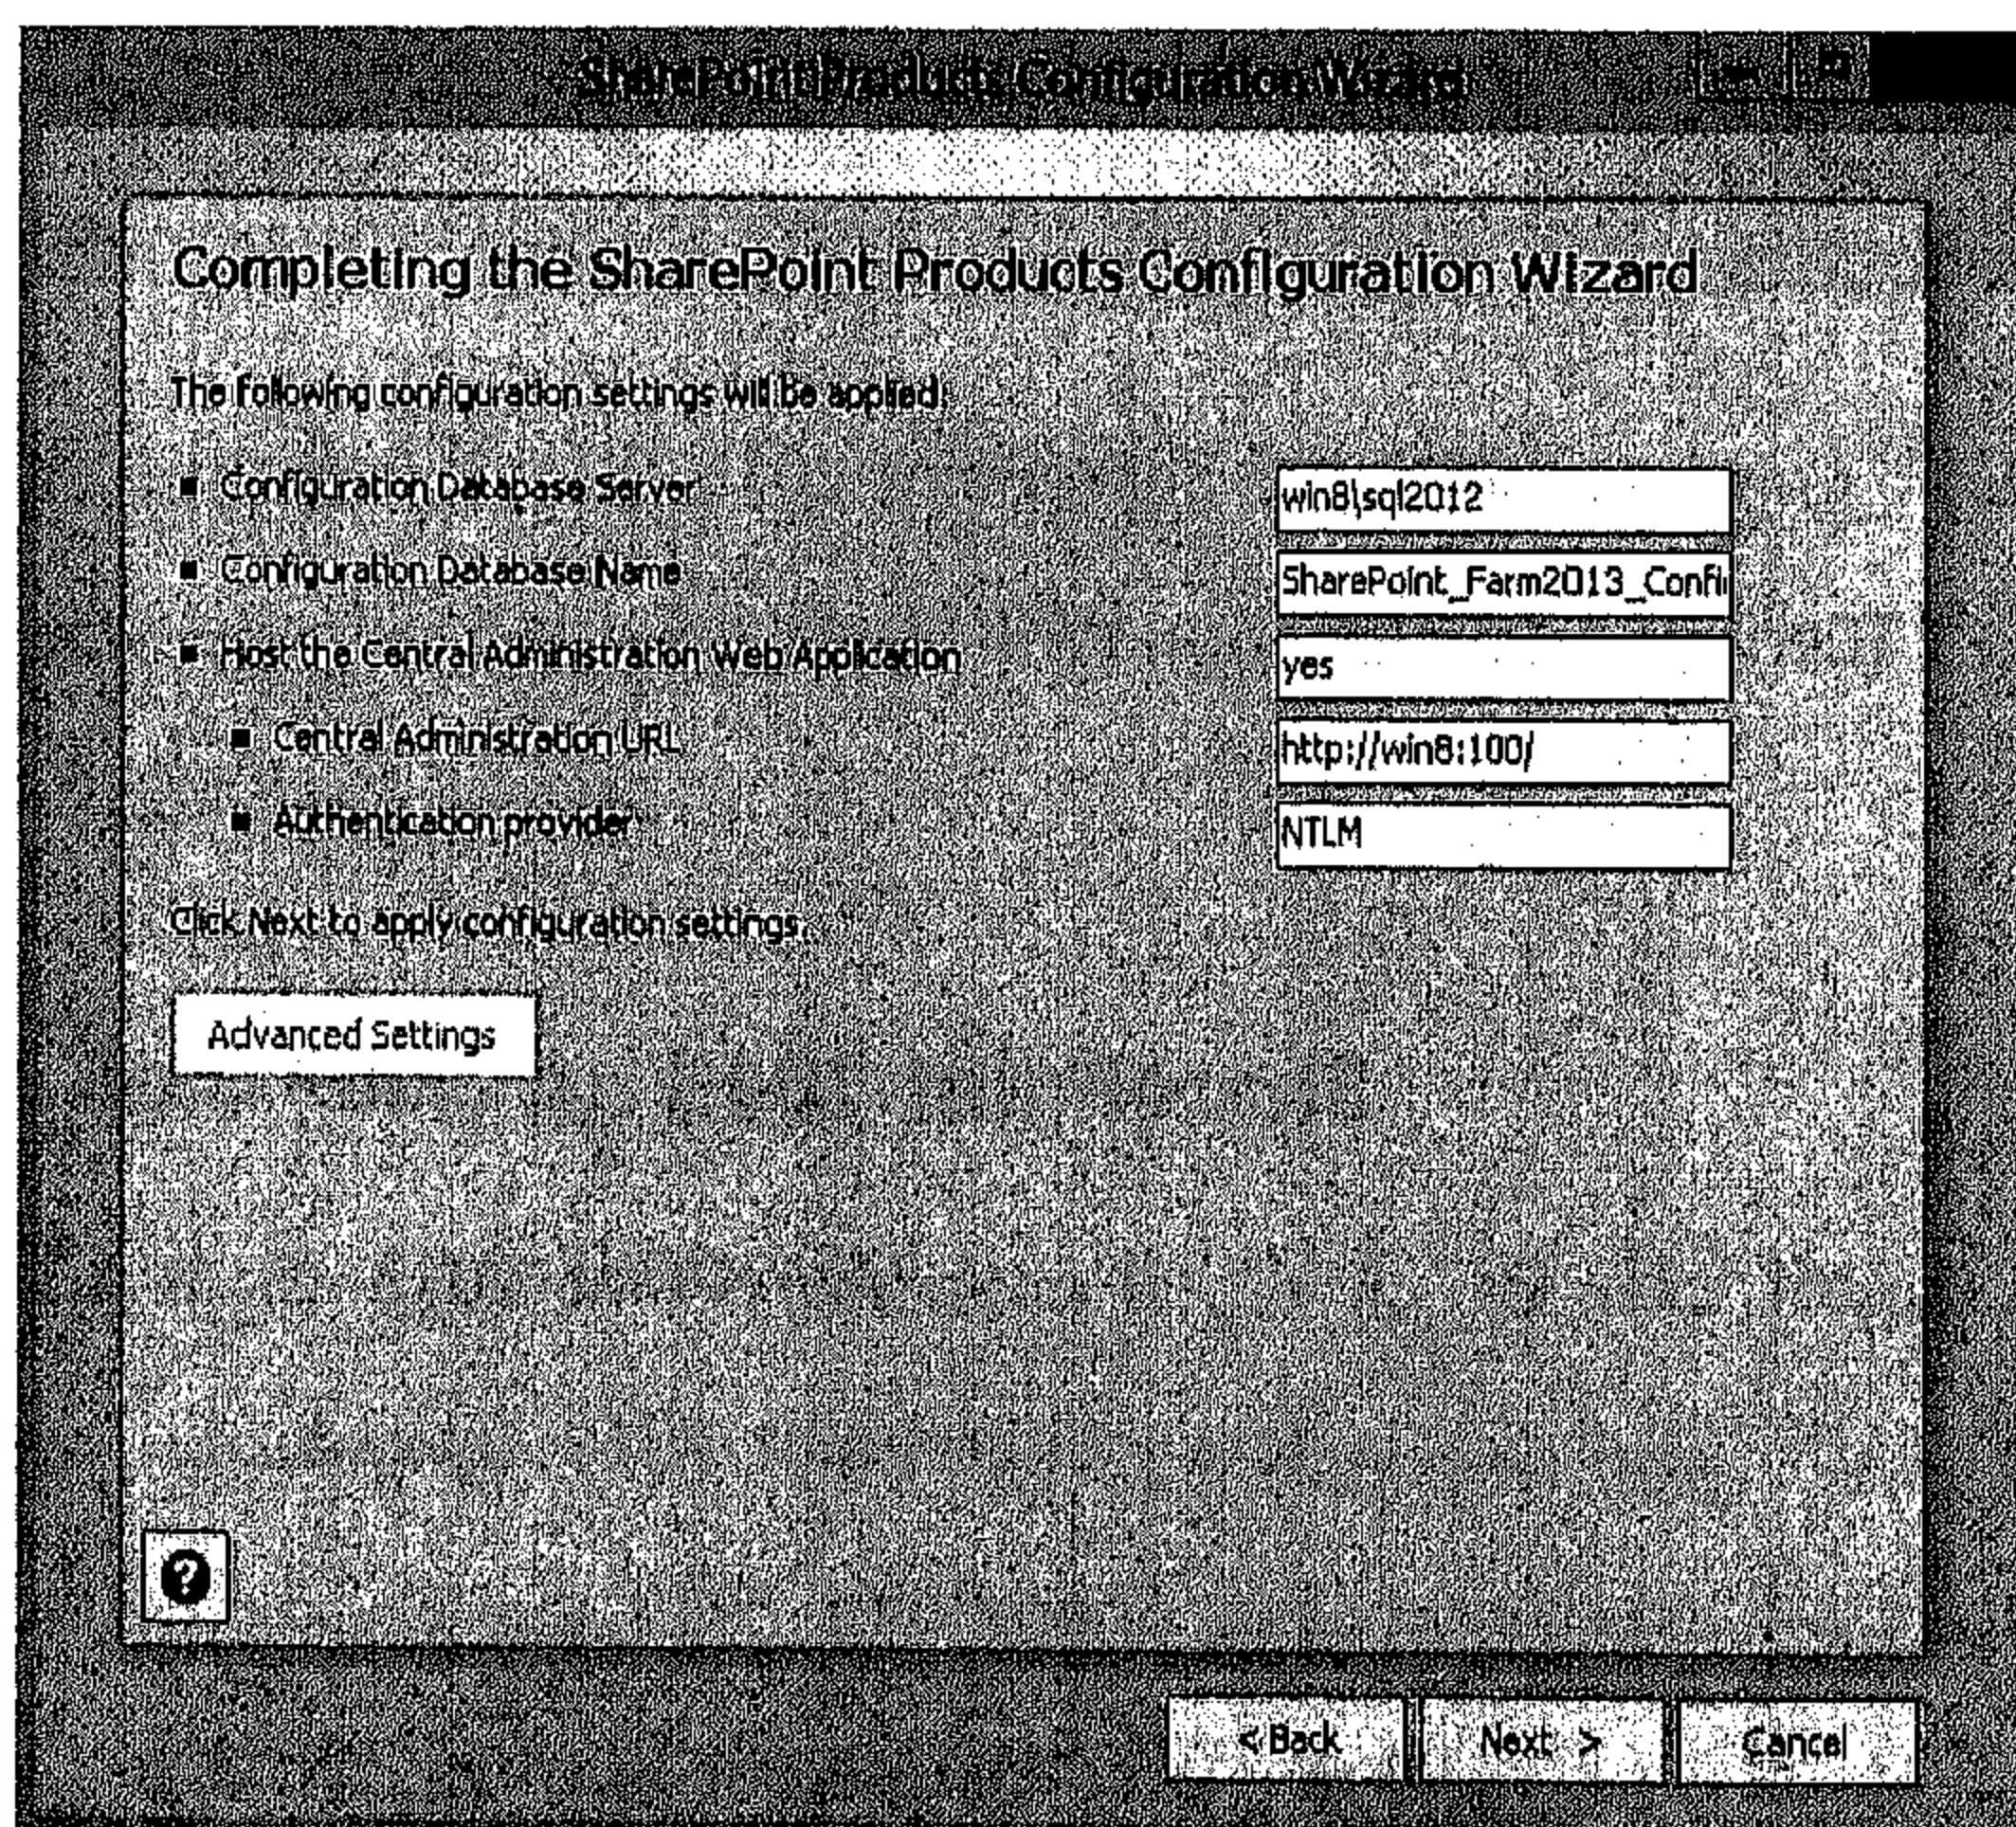 SharePoint Products Configuration Wizard
Completing the SharePoint Products Configuration Wizard
The following configuration settings will be applied:
Configuration Database Server
win8\sql2012
Configuration Database Name
SharePoint_Farm2013_Confi
Host the Central Administration Web Application
yes
Central Administration URL
http://win8:100/
Authentication provider
NTLM
Click Next to apply configuration settings.
Advanced Settings
?
< Back
Next >
Cancel